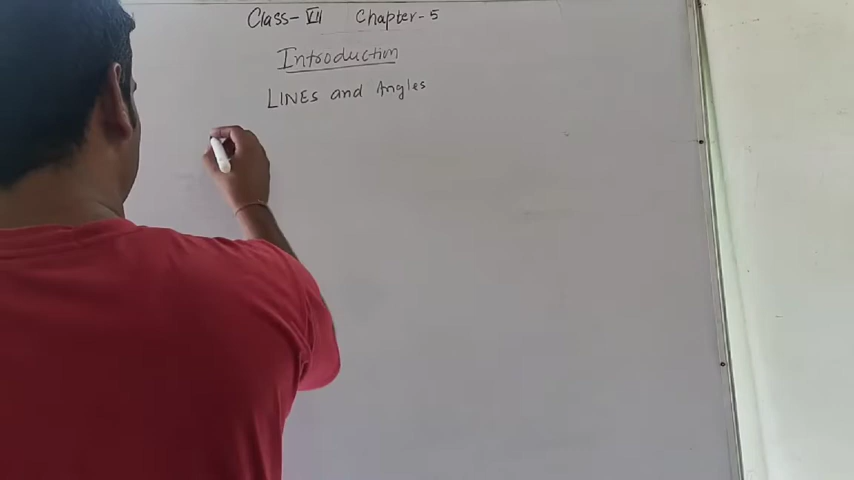 Class- VII Chapter-5
Introduction
LINES and Angles